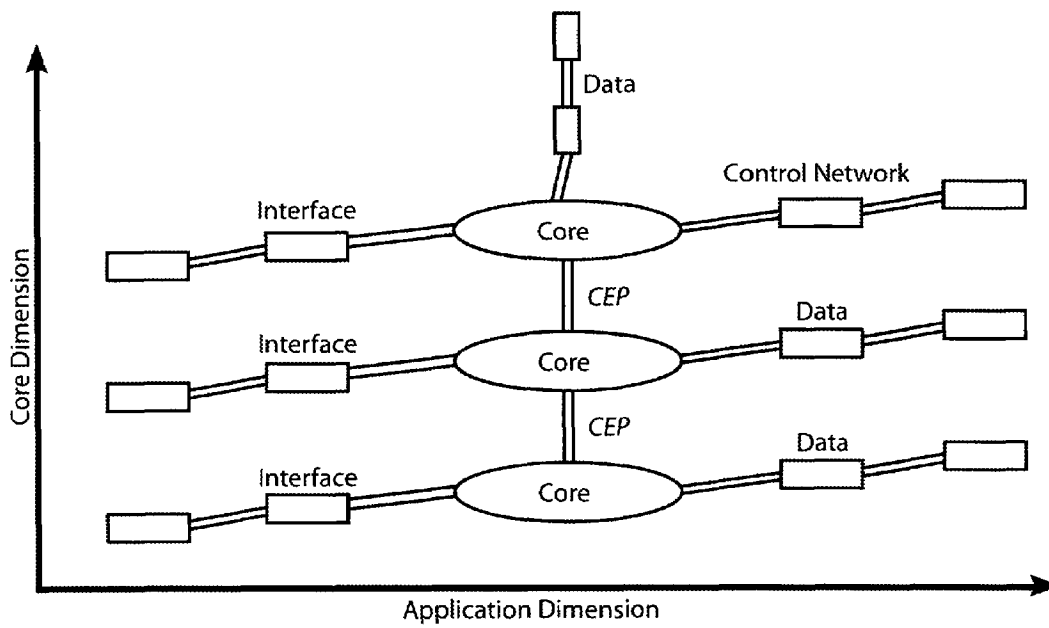 Data
Control Network
Interface
Core
CEP
Data
Interface
Core
CEP
Data
Interface
Core
Core Dimension
Application Dimension